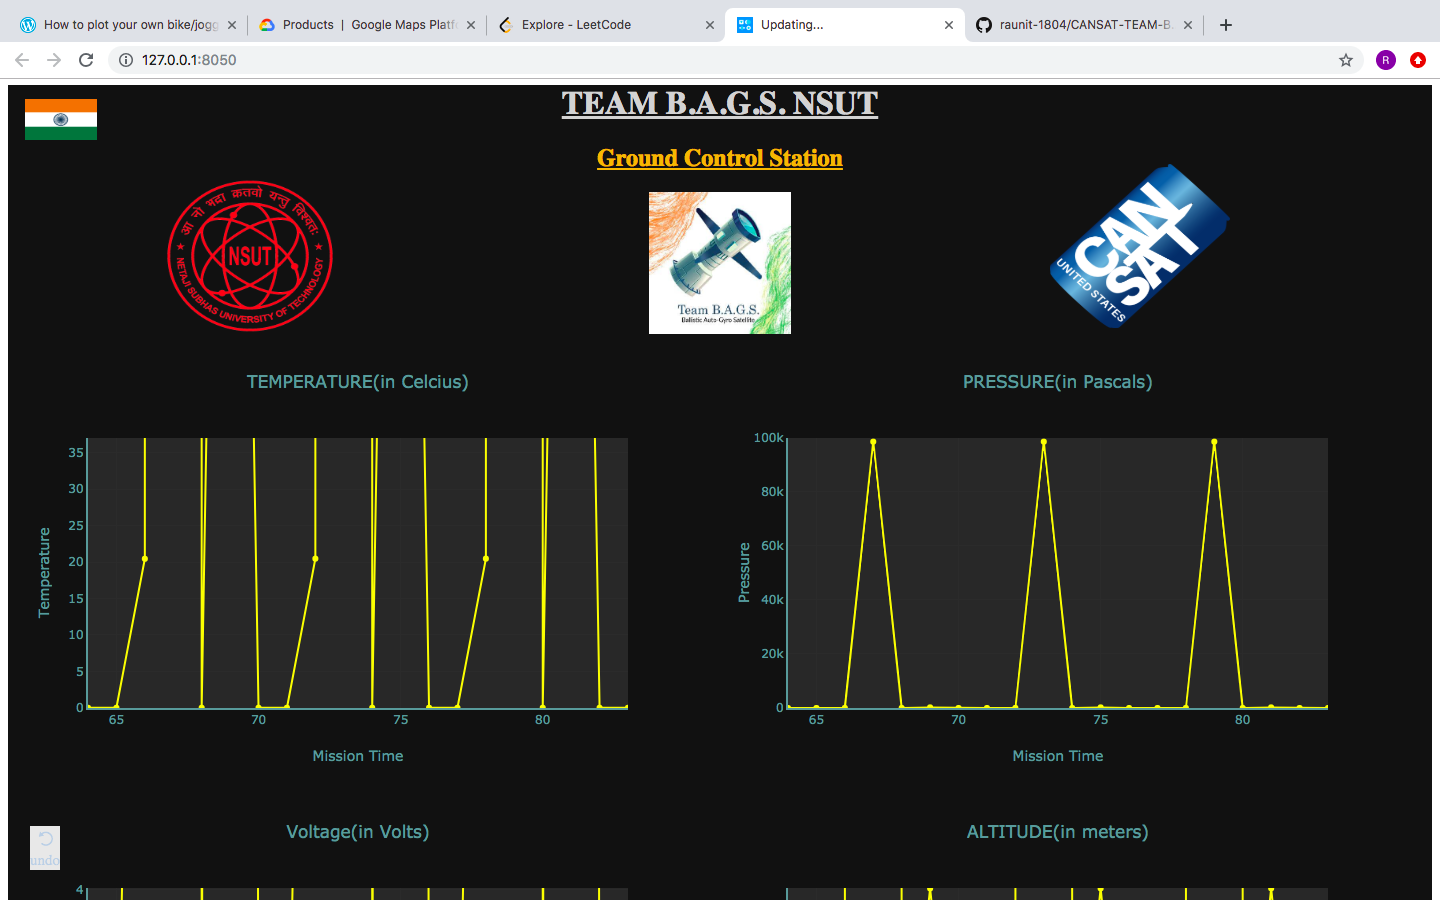 How to plot your own bike/jogg
Products | Google Maps Platf
Explore - LeetCode
Updating...
raunit-1804/CANSAT-TEAM-B
127.0.0.1:8050
R
TEAM B.A.G.S. NSUT
Ground Control Station
आ नो भद्रा क्रतवो यन्तु विश्वतः
NSUT
NETAJI SUBHAS UNIVERSITY OF TECHNOLOGY
Team B.A.G.S.
Ballistic Auto-Gyro Satellite
CAN
SAT
UNITED STATES
TEMPERATURE(in Celcius)
PRESSURE(in Pascals)
35
30
25
20
15
10
5
0
Temperature
65 70 75 80
Mission Time
100k
80k
60k
40k
20k
0
Pressure
65 70 75 80
Mission Time
Voltage(in Volts)
ALTITUDE(in meters)
undo
4